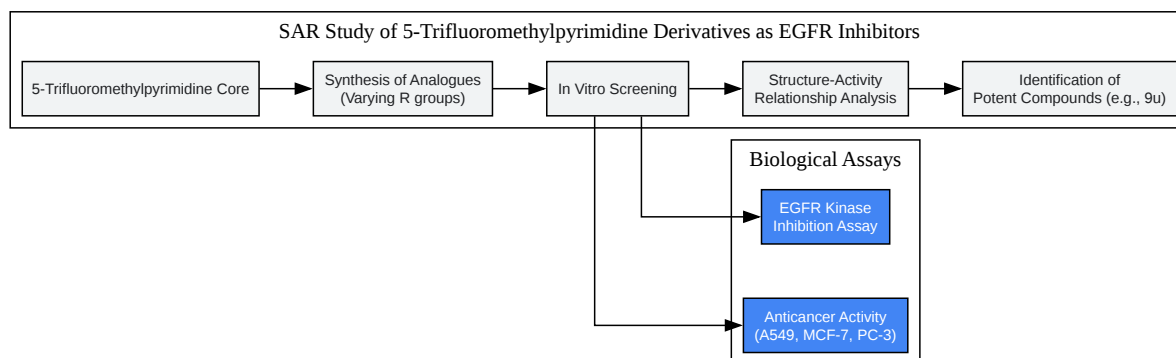 SAR Study of 5-Trifluoromethylpyrimidine Derivatives as EGFR Inhibitors
5-Trifluoromethylpyrimidine Core
Synthesis of Analogues
(Varying R groups)
In Vitro Screening
Structure-Activity
Relationship Analysis
Identification of
Potent Compounds (e.g., 9u)
Biological Assays
EGFR Kinase
Inhibition Assay
Anticancer Activity
(A549, MCF-7, PC-3)